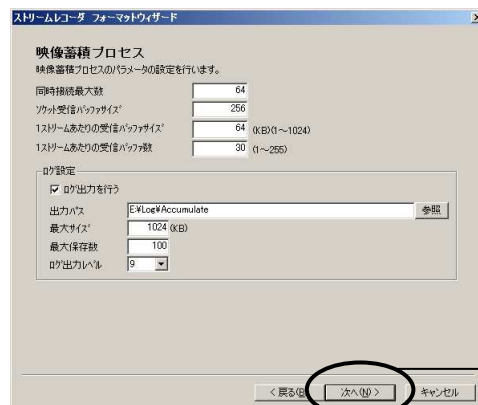 ストリームレコーダ フォーマットウィザード
映像蓄積プロセス
映像蓄積プロセスのパラメータの設定を行います。
同時接続最大数 64
ｿｹｯﾄ受信ﾊﾞｯﾌｧｻｲｽﾞ 256
1ｽﾄﾘｰﾑあたりの受信ﾊﾞｯﾌｧｻｲｽﾞ 64 (KB)(1～1024)
1ｽﾄﾘｰﾑあたりの受信ﾊﾞｯﾌｧ数 30 (1～255)
ﾛｸﾞ設定
ﾛｸﾞ出力を行う
出力ﾊﾟｽ E:¥Log¥Accumulate 参照
最大ｻｲｽﾞ 1024 (KB)
最大保存数 100
ﾛｸﾞ出力ﾚﾍﾞﾙ 9
< 戻る(B) 次へ(N) > キャンセル